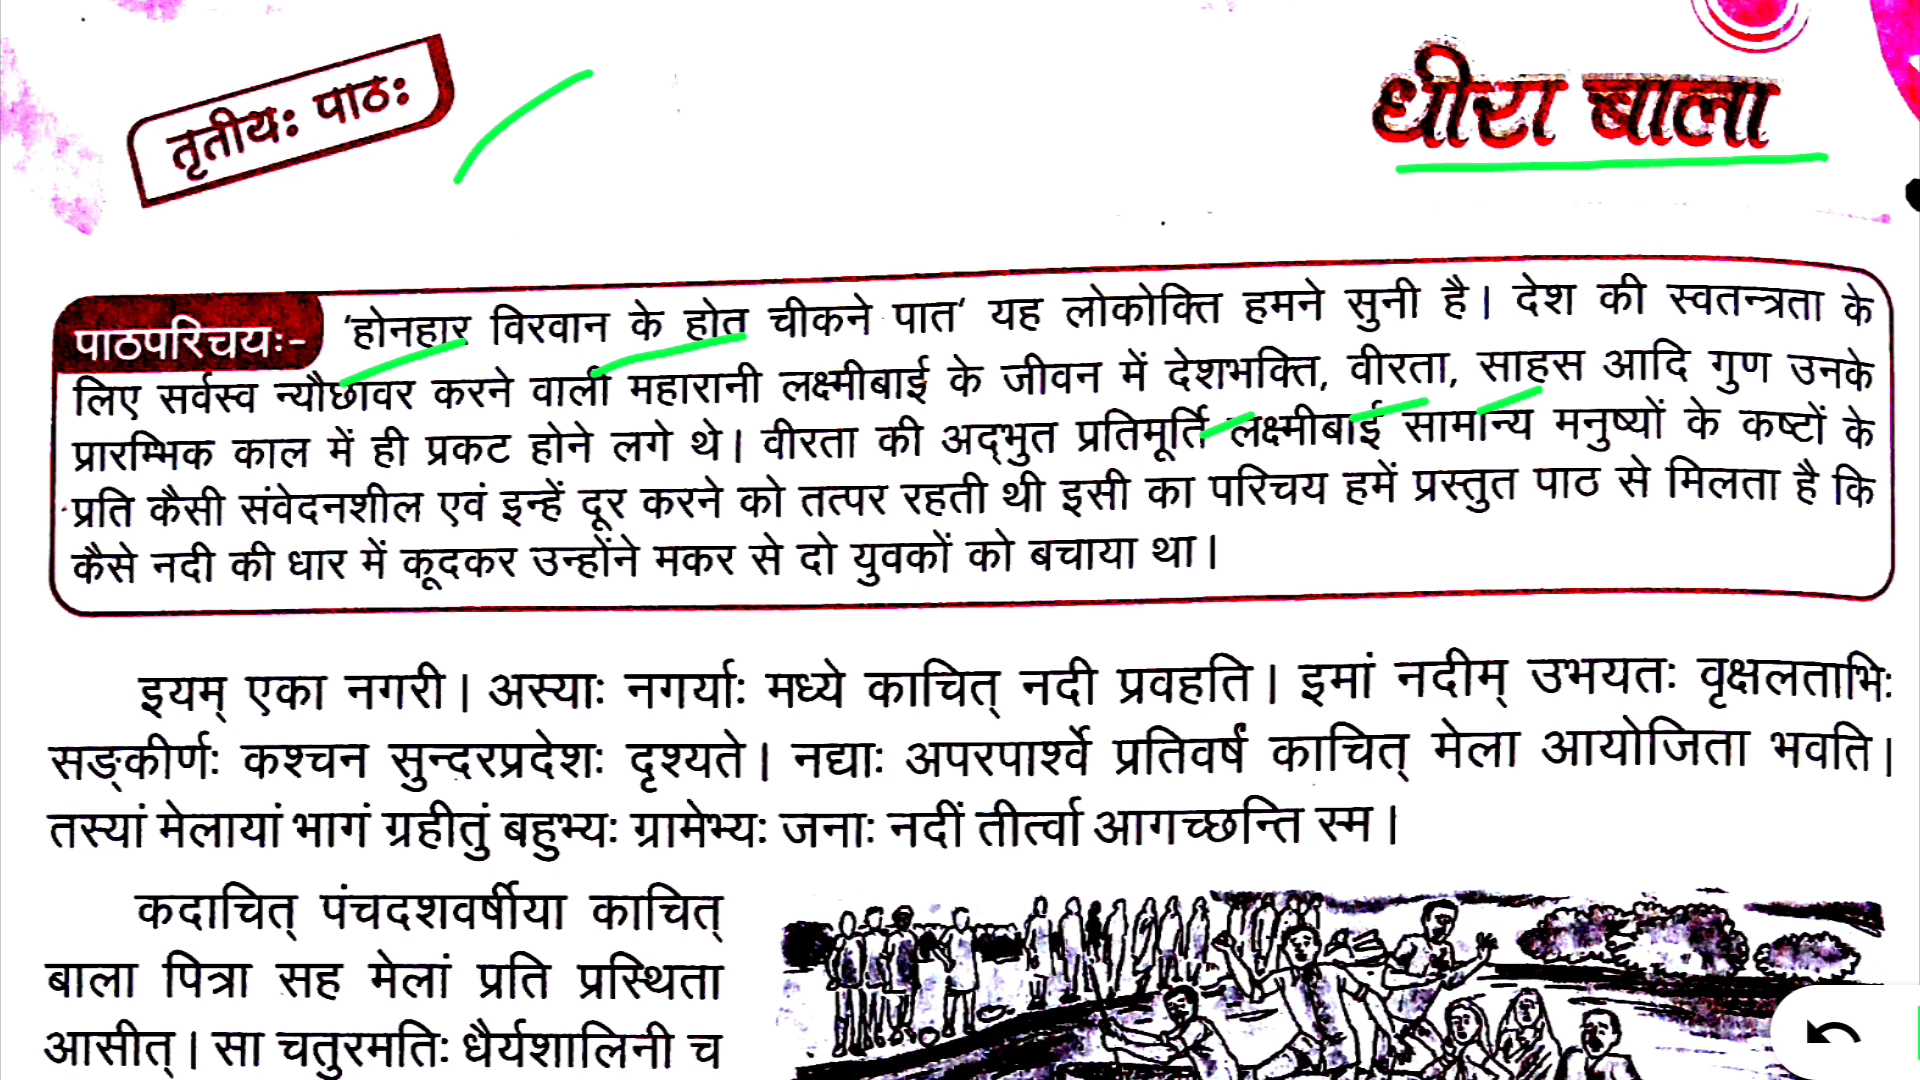 तृतीयः पाठः
धीरा बाला
पाठपरिचयः- 'होनहार विरवान के होत चीकने पात' यह लोकोक्ति हमने सुनी है। देश की स्वतन्त्रता के
लिए सर्वस्व न्यौछावर करने वाली महारानी लक्ष्मीबाई के जीवन में देशभक्ति, वीरता, साहस आदि गुण उनके
प्रारम्भिक काल में ही प्रकट होने लगे थे। वीरता की अद्‌भुत प्रतिमूर्ति लक्ष्मीबाई सामान्य मनुष्यों के कष्टों के
प्रति कैसी संवेदनशील एवं इन्हें दूर करने को तत्पर रहती थी इसी का परिचय हमें प्रस्तुत पाठ से मिलता है कि
कैसे नदी की धार में कूदकर उन्होंने मकर से दो युवकों को बचाया था।
इयम् एका नगरी। अस्याः नगर्याः मध्ये काचित् नदी प्रवहति। इमां नदीम् उभयतः वृक्षलताभिः
सङ्कीर्णः कश्चन सुन्दरप्रदेशः दृश्यते। नद्याः अपरपार्श्वे प्रतिवर्षं काचित् मेला आयोजिता भवति।
तस्यां मेलायां भागं ग्रहीतुं बहुभ्यः ग्रामेभ्यः जनाः नदीं तीर्त्वा आगच्छन्ति स्म।
कदाचित् पंचदशवर्षीया काचित्
बाला पित्रा सह मेलां प्रति प्रस्थिता
आसीत्। सा चतुरमतिः धैर्यशालिनी च